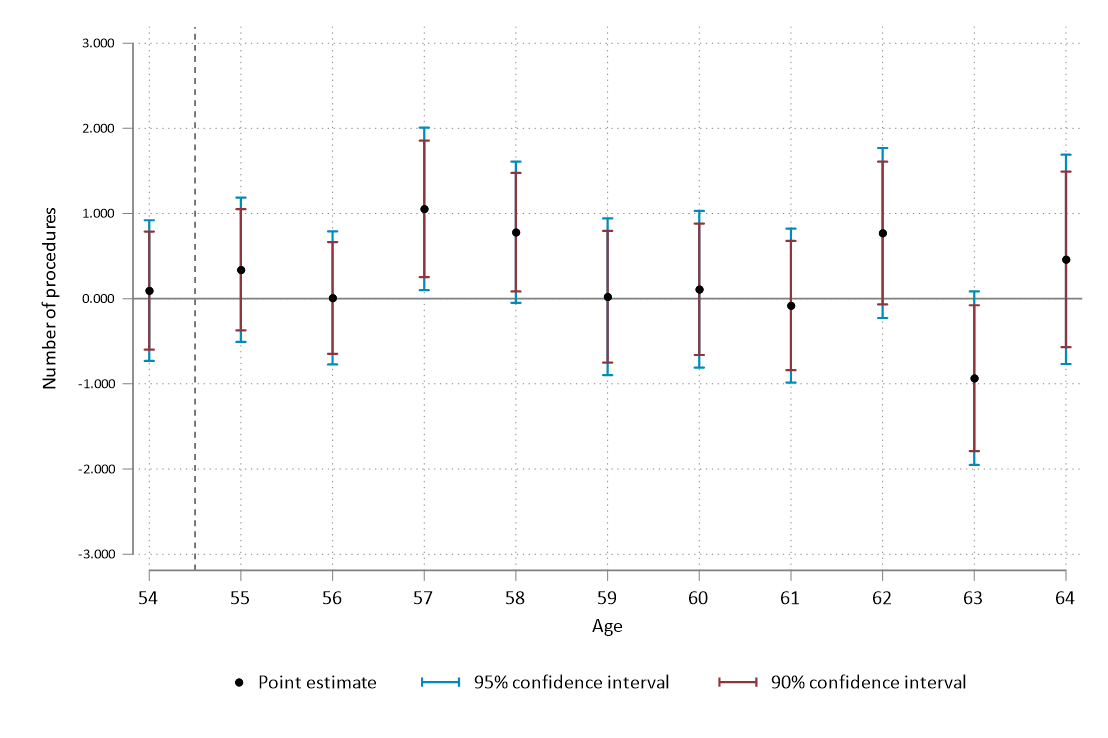 3.000
2.000
1.000
0.000
-1.000
-2.000
-3.000
Number of procedures
54 55 56 57 58 59 60 61 62 63 64
Age
Point estimate 95% confidence interval 90% confidence interval